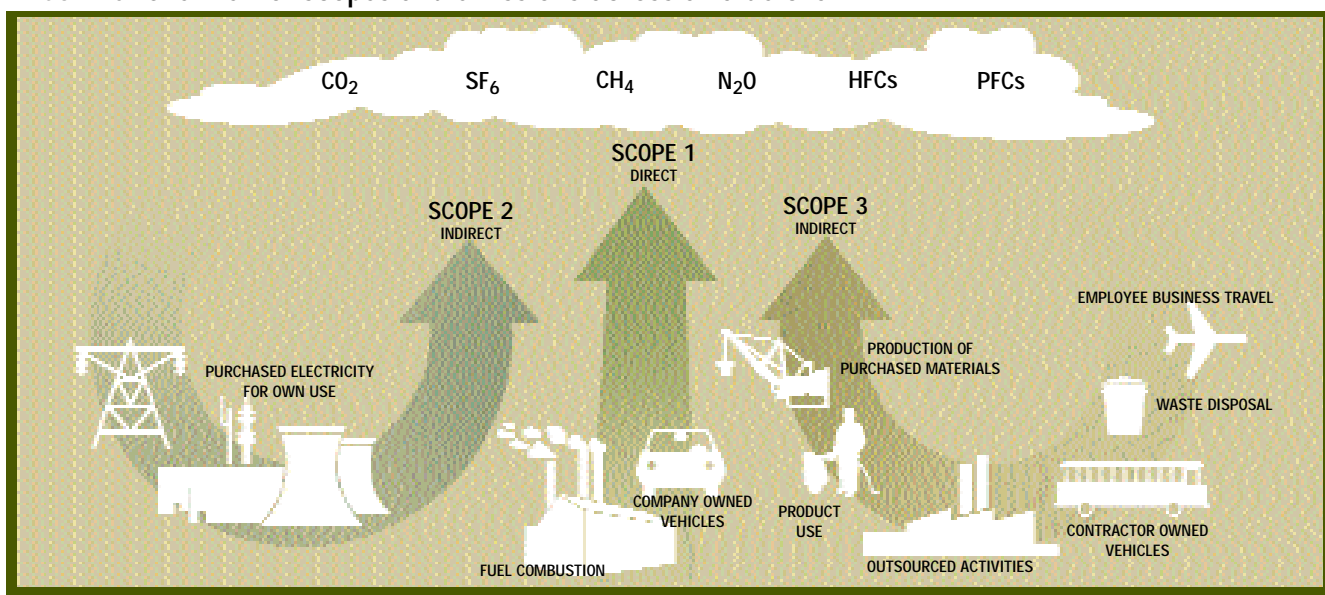 CO₂ SF₆ CH₄ N₂O HFCs PFCs
SCOPE 1
DIRECT
SCOPE 2
INDIRECT
SCOPE 3
INDIRECT
EMPLOYEE BUSINESS TRAVEL
PURCHASED ELECTRICITY
FOR OWN USE
PRODUCTION OF
PURCHASED MATERIALS
WASTE DISPOSAL
COMPANY OWNED
VEHICLES
PRODUCT
USE
CONTRACTOR OWNED
VEHICLES
FUEL COMBUSTION
OUTSOURCED ACTIVITIES